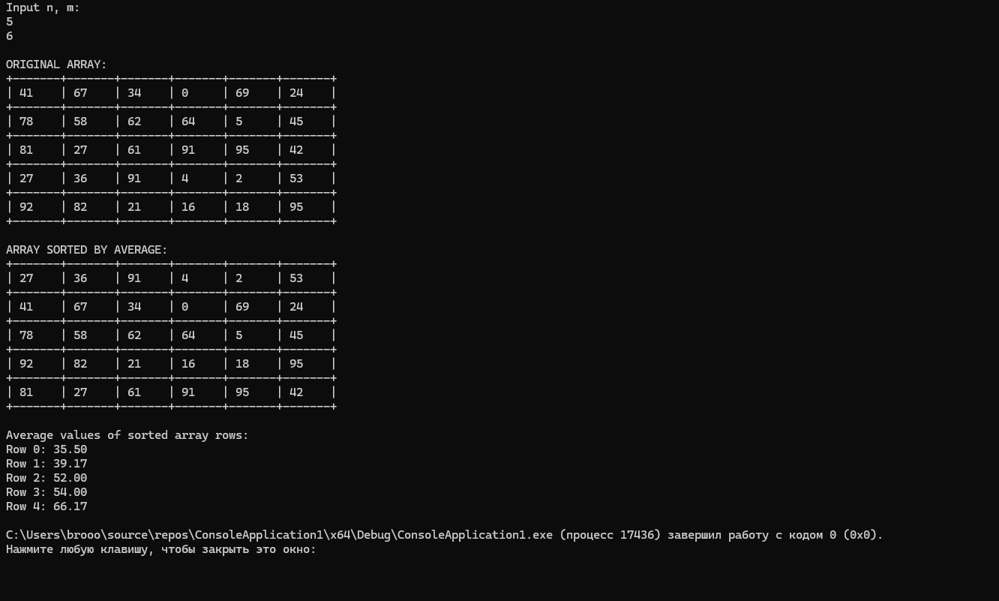 Input n, m:
5
6
ORIGINAL ARRAY:
+-------+-------+-------+-------+-------+-------+
| 41    | 67    | 34    | 0     | 69    | 24    |
+-------+-------+-------+-------+-------+-------+
| 78    | 58    | 62    | 64    | 5     | 45    |
+-------+-------+-------+-------+-------+-------+
| 81    | 27    | 61    | 91    | 95    | 42    |
+-------+-------+-------+-------+-------+-------+
| 27    | 36    | 91    | 4     | 2     | 53    |
+-------+-------+-------+-------+-------+-------+
| 92    | 82    | 21    | 16    | 18    | 95    |
+-------+-------+-------+-------+-------+-------+
ARRAY SORTED BY AVERAGE:
+-------+-------+-------+-------+-------+-------+
| 27    | 36    | 91    | 4     | 2     | 53    |
+-------+-------+-------+-------+-------+-------+
| 41    | 67    | 34    | 0     | 69    | 24    |
+-------+-------+-------+-------+-------+-------+
| 78    | 58    | 62    | 64    | 5     | 45    |
+-------+-------+-------+-------+-------+-------+
| 92    | 82    | 21    | 16    | 18    | 95    |
+-------+-------+-------+-------+-------+-------+
| 81    | 27    | 61    | 91    | 95    | 42    |
+-------+-------+-------+-------+-------+-------+
Average values of sorted array rows:
Row 0: 35.50
Row 1: 39.17
Row 2: 52.00
Row 3: 54.00
Row 4: 66.17
C:\Users\brooo\source\repos\ConsoleApplication1\x64\Debug\ConsoleApplication1.exe (процесс 17436) завершил работу с кодом 0 (0x0).
Нажмите любую клавишу, чтобы закрыть это окно: